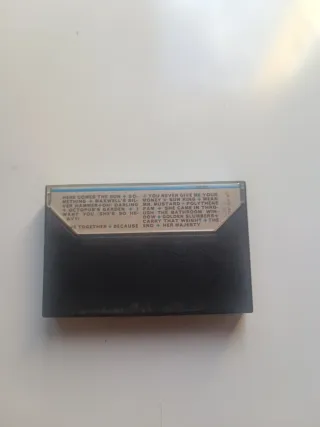 HERE COMES THE SUN + SO-
METHING + MAXWELL'S SIL-
VER HAMMER + OH! DARLING
+ OCTOPUS'S GARDEN + I
WANT YOU (SHE'S SO HE-
AVY)
TOGETHER + BECAUSE
+ YOU NEVER GIVE ME YOUR
MONEY + SUN KING + MEAN
MR. MUSTARD + POLYTHENE
PAM + SHE CAME IN THRO-
UGH THE BATHROOM WIN-
DOW + GOLDEN SLUMBERS +
CARRY THAT WEIGHT + THE
END + HER MAJESTY